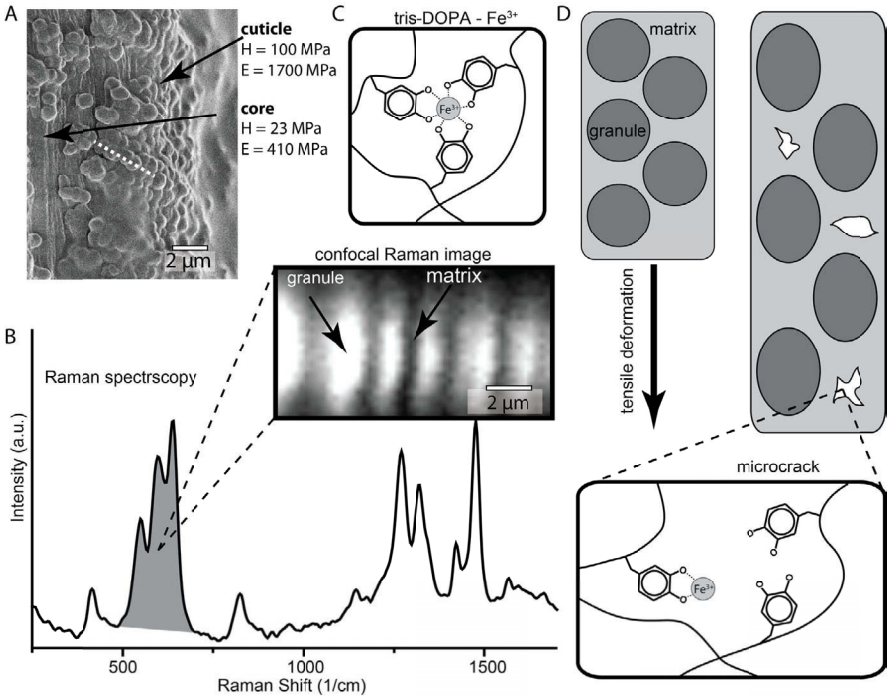 A
cuticle
H = 100 MPa
E = 1700 MPa
core
H = 23 MPa
E = 410 MPa
2 µm
C
tris-DOPA - Fe³⁺
Fe³⁺
D
matrix
granule
tensile deformation
microcrack
Fe³⁺
B
Raman spectrscopy
confocal Raman image
granule
matrix
2 µm
Intensity (a.u.)
500
1000
1500
Raman Shift (1/cm)